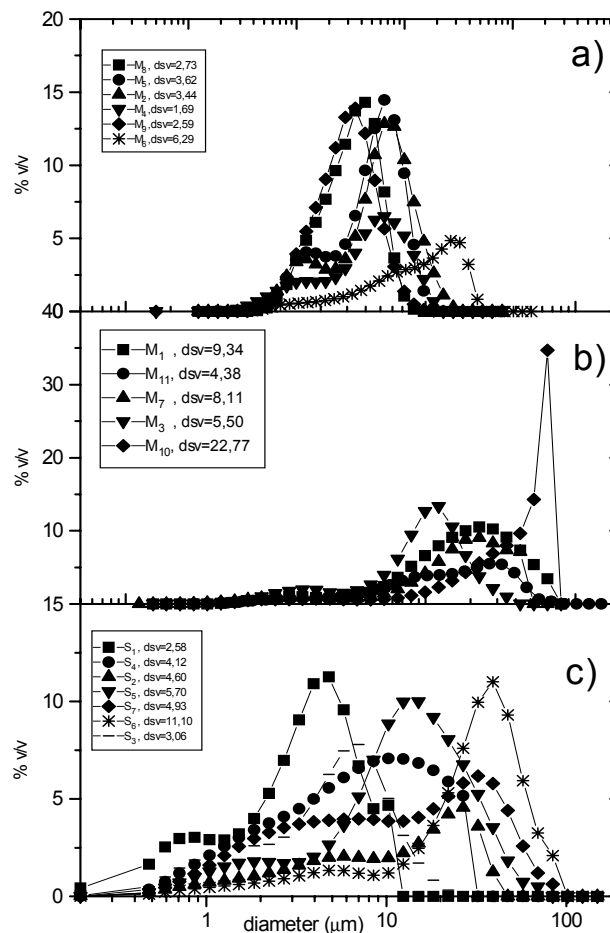 20
a)
M8, dsv=2,73
M5, dsv=3,62
M2, dsv=3,44
M4, dsv=1,69
M9, dsv=2,59
M6, dsv=6,29
15
% v/v
10
5
40
b)
M1 , dsv=9,34
M11, dsv=4,38
M7 , dsv=8,11
M3 , dsv=5,50
M10, dsv=22,77
30
% v/v
20
10
15
c)
S1, dsv=2,58
S4, dsv=4,12
S2, dsv=4,60
S5, dsv=5,70
S7, dsv=4,93
S6, dsv=11,10
S3, dsv=3,06
10
% v/v
5
0
1 10 100
diameter (µm)